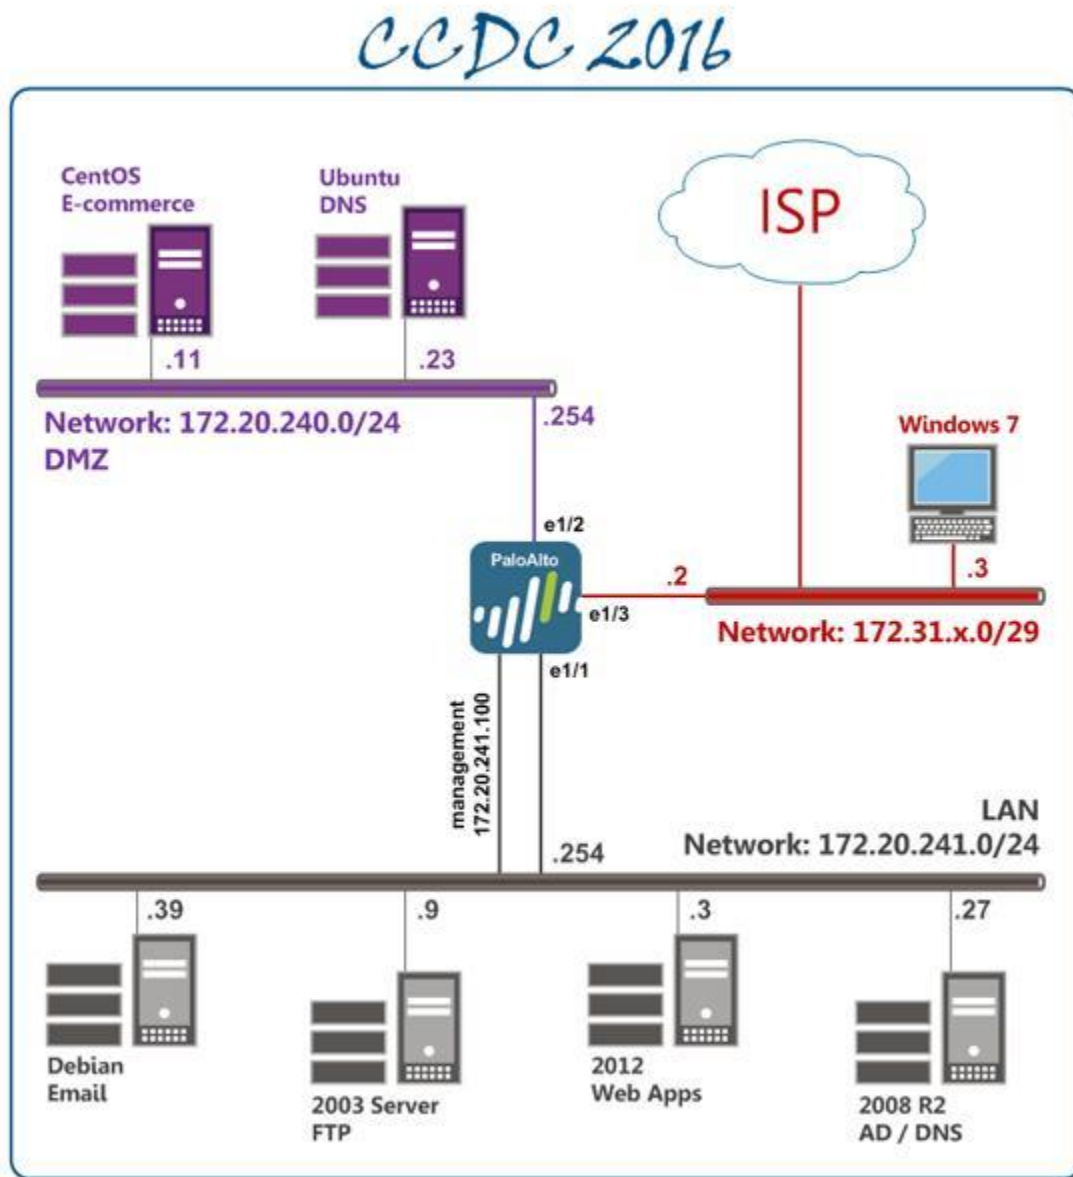 CCDC 2016
CentOS
E-commerce
Ubuntu
DNS
ISP
.11
.23
Network: 172.20.240.0/24
DMZ
.254
Windows 7
e1/2
PaloAlto
.2
.3
e1/3
Network: 172.31.x.0/29
e1/1
management
172.20.241.100
LAN
Network: 172.20.241.0/24
.254
.39
.9
.3
.27
Debian
Email
2003 Server
FTP
2012
Web Apps
2008 R2
AD / DNS